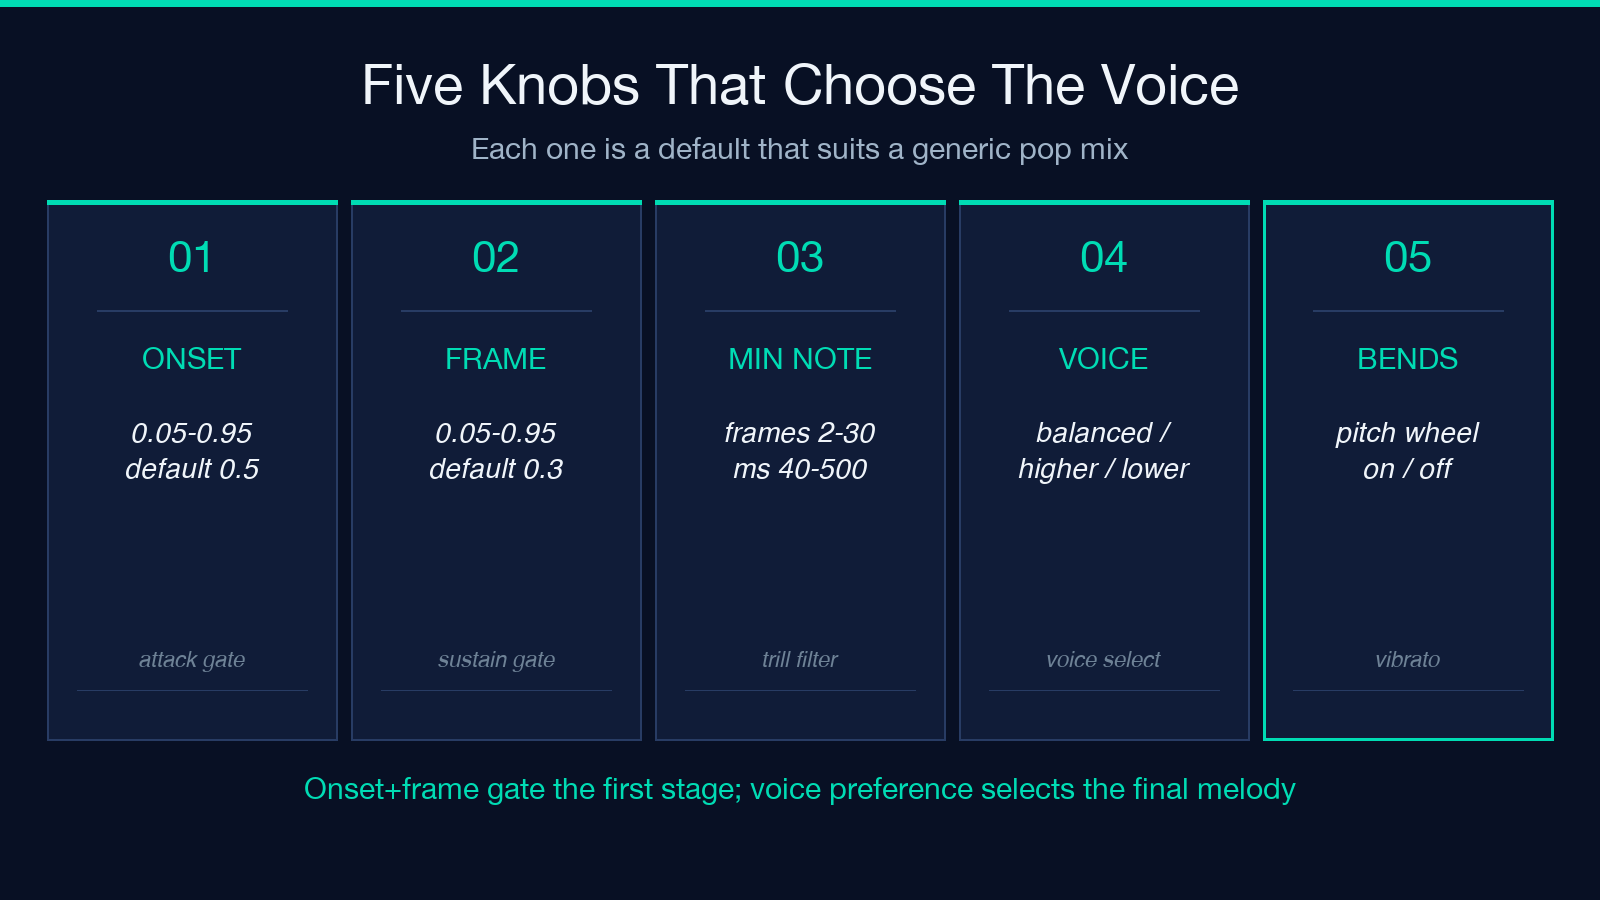 Five Knobs That Choose The Voice
Each one is a default that suits a generic pop mix
01
ONSET
0.05-0.95
default 0.5
attack gate
02
FRAME
0.05-0.95
default 0.3
sustain gate
03
MIN NOTE
frames 2-30
ms 40-500
trill filter
04
VOICE
balanced /
higher / lower
voice select
05
BENDS
pitch wheel
on / off
vibrato
Onset+frame gate the first stage; voice preference selects the final melody